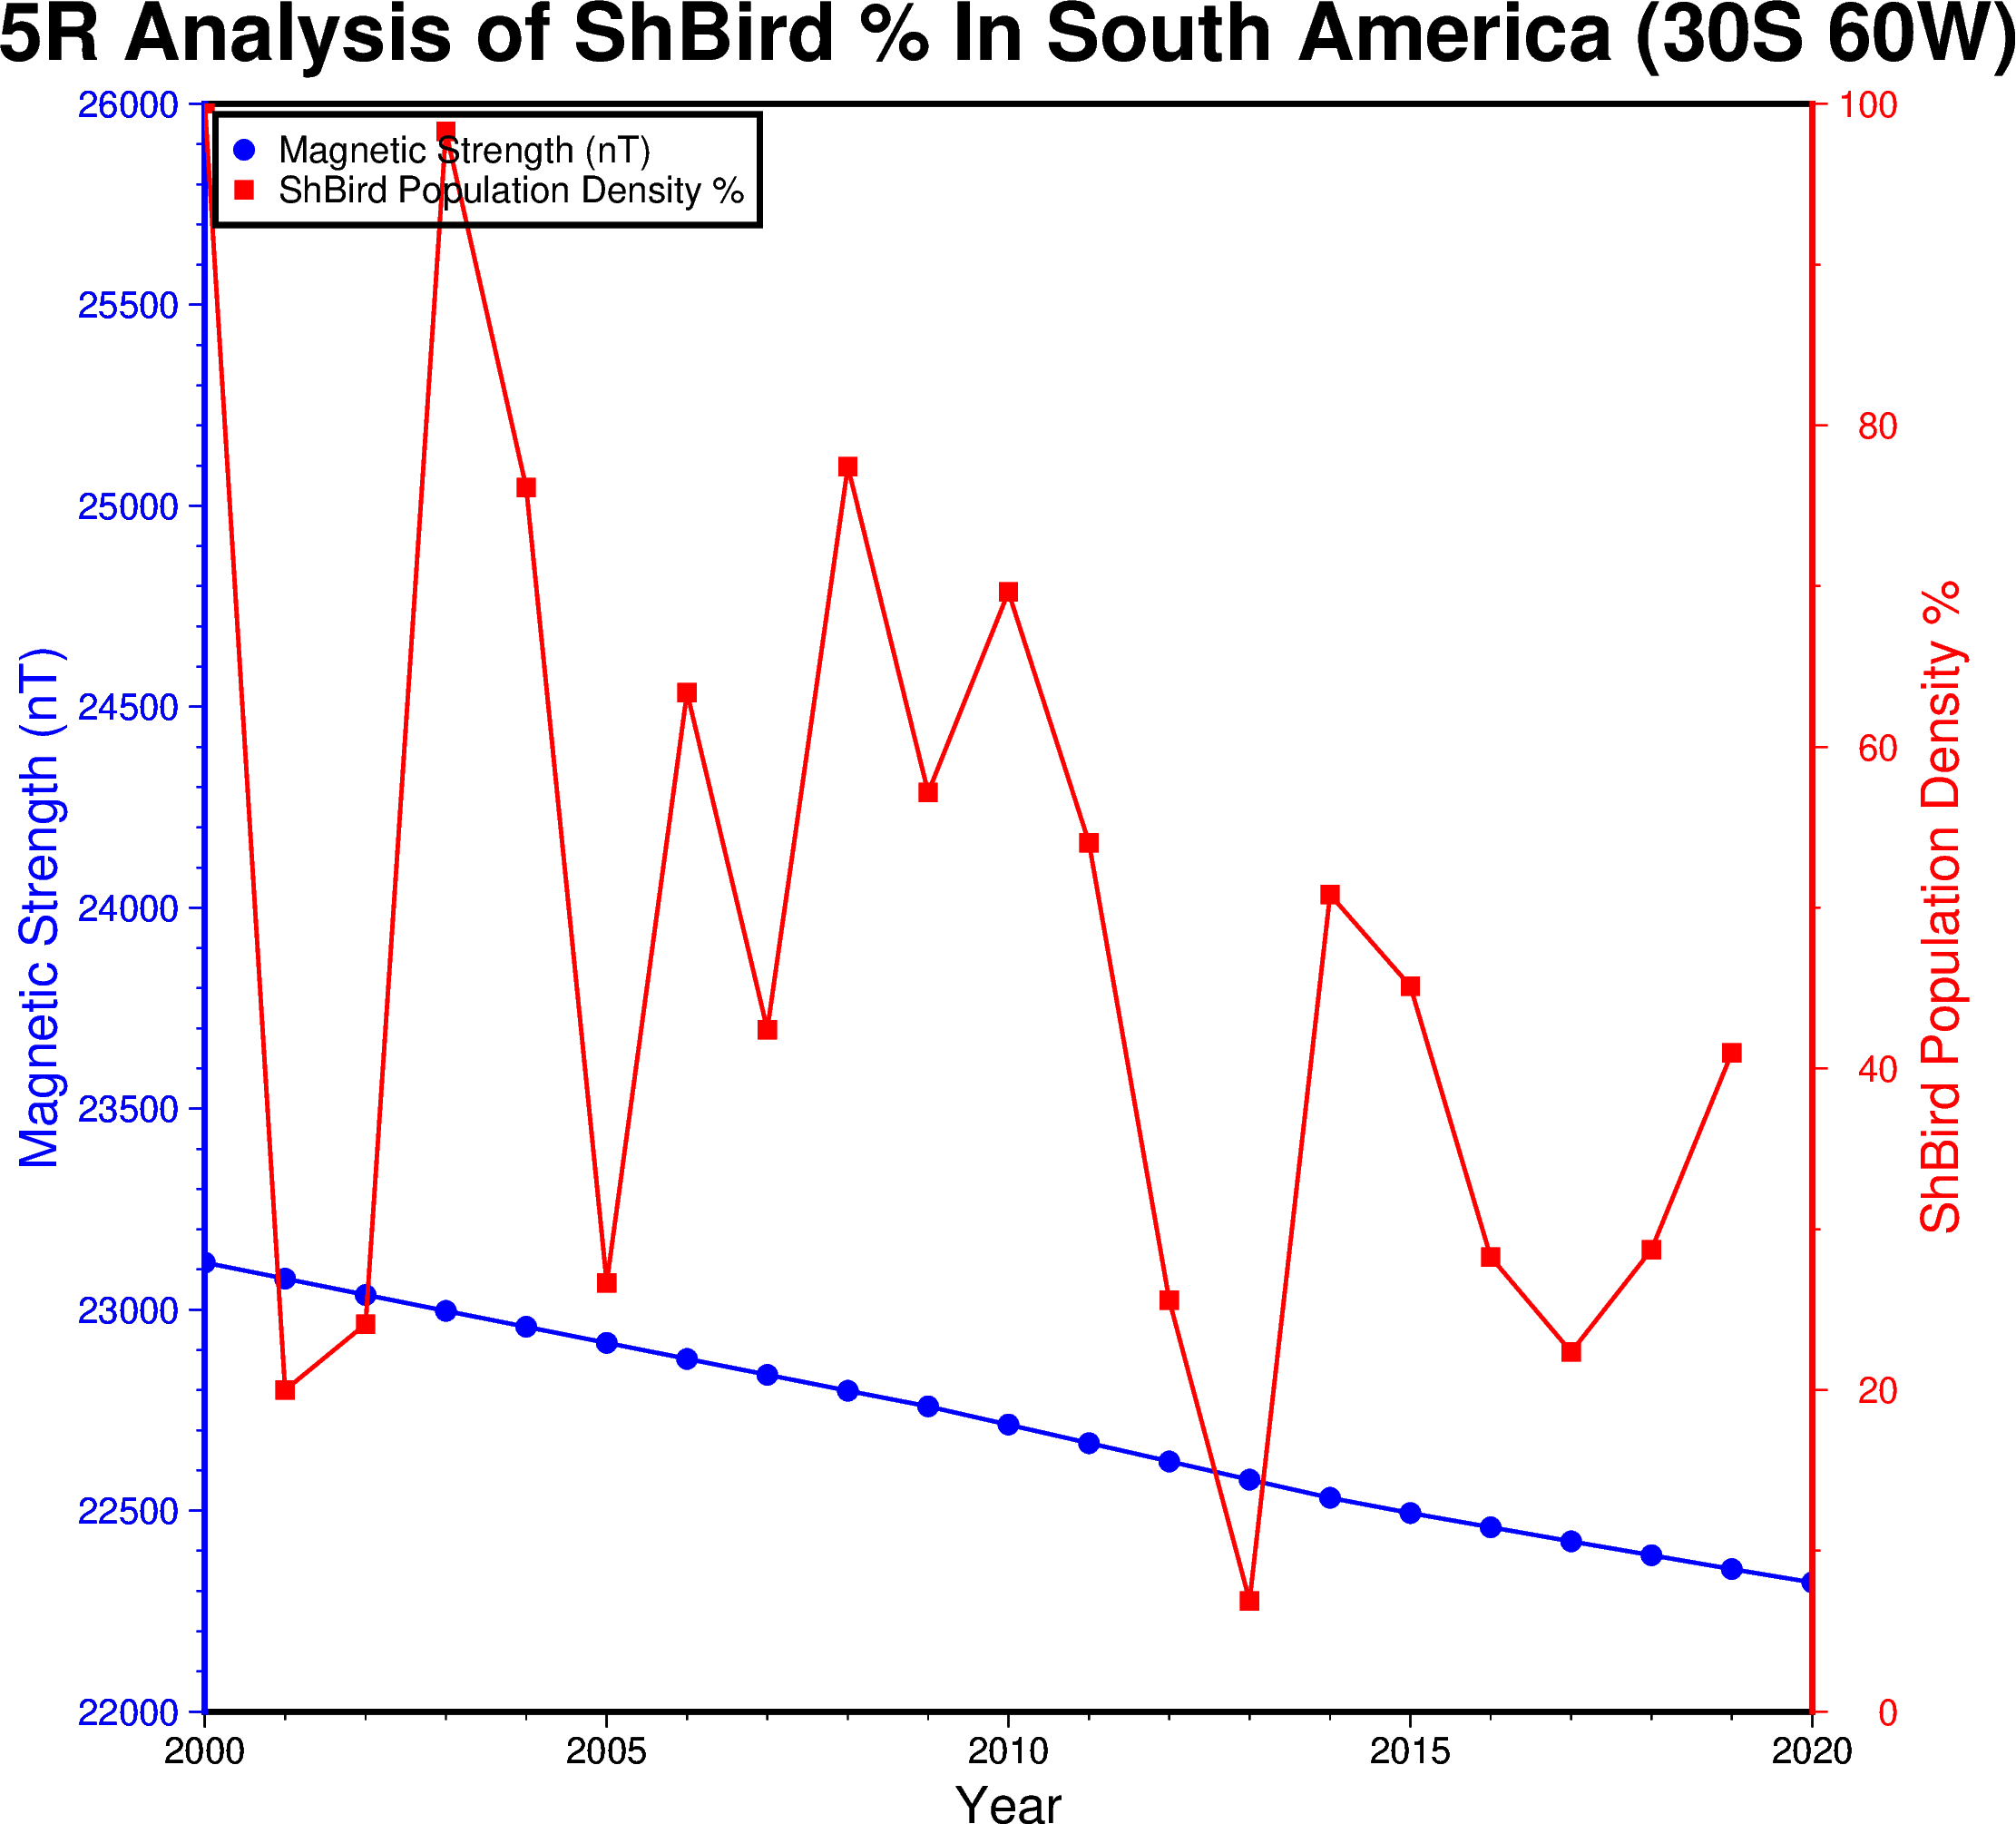 5R Analysis of ShBird % In South America (30S 60W)
Magnetic Strength (nT)
ShBird Population Density %
26000
25500
25000
24500
24000
23500
23000
22500
22000
Magnetic Strength (nT)
100
80
60
40
20
0
ShBird Population Density %
2000 2005 2010 2015 2020
Year